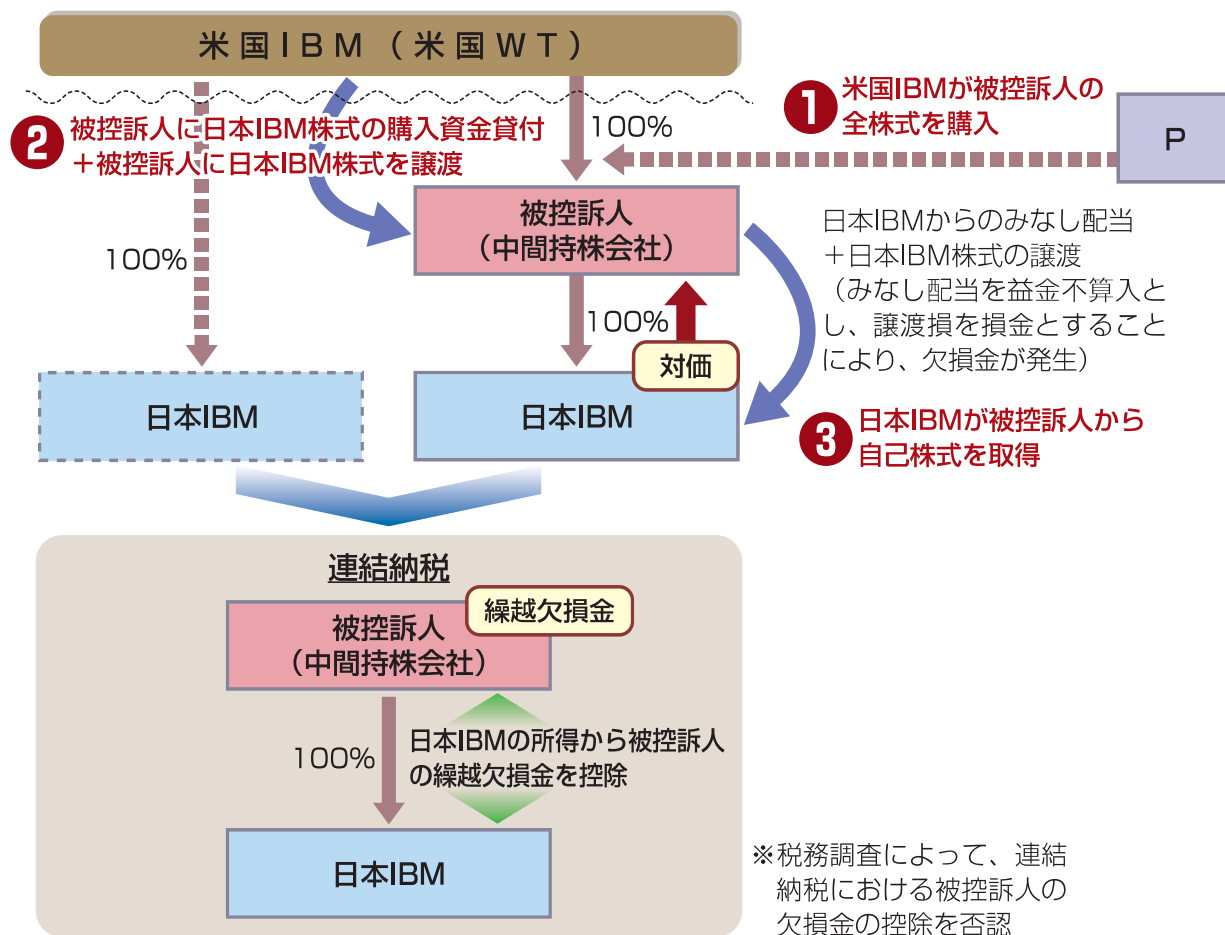 米国IBM（米国WT）
❶ 米国IBMが被控訴人の
全株式を購入
P
❷ 被控訴人に日本IBM株式の購入資金貸付
＋被控訴人に日本IBM株式を譲渡
100%
100%
被控訴人
（中間持株会社）
日本IBMからのみなし配当
＋日本IBM株式の譲渡
（みなし配当を益金不算入と
し、譲渡損を損金とすること
により、欠損金が発生）
100%
対価
日本IBM
日本IBM
❸ 日本IBMが被控訴人から
自己株式を取得
連結納税
繰越欠損金
被控訴人
（中間持株会社）
100%
日本IBMの所得から被控訴人
の繰越欠損金を控除
日本IBM
※税務調査によって、連結
納税における被控訴人の
欠損金の控除を否認